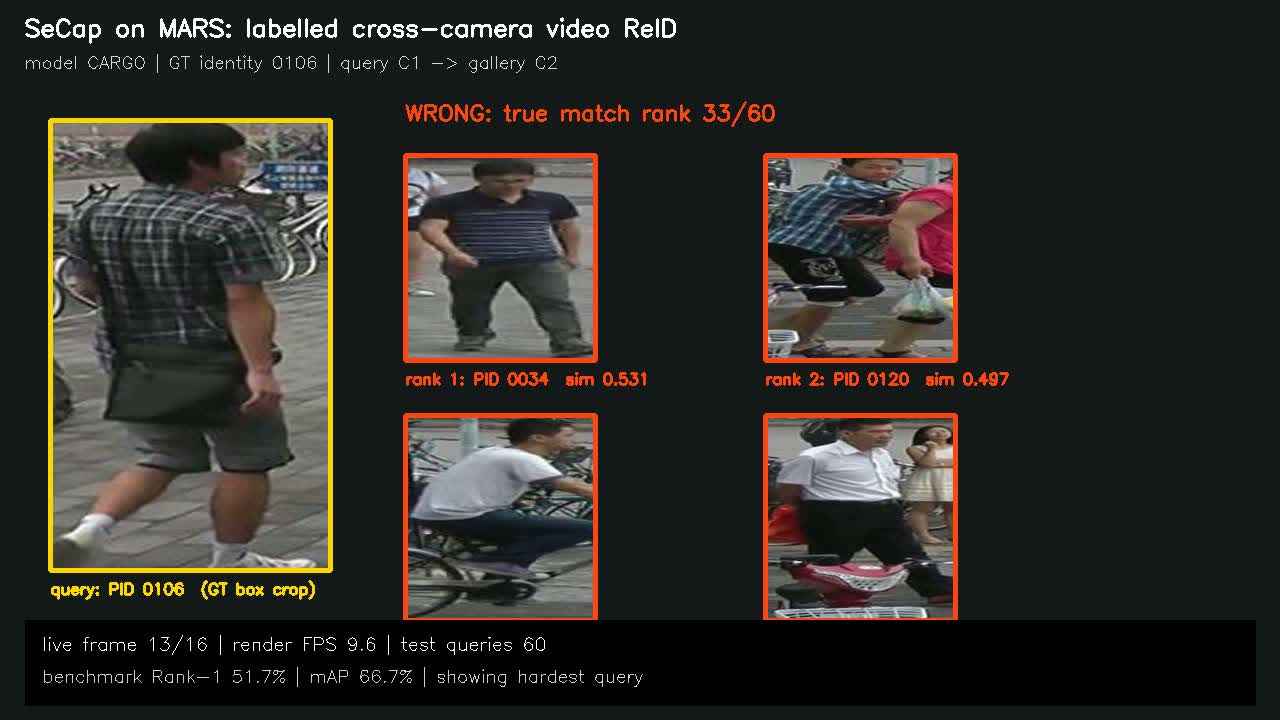 SeCap on MARS: labelled cross-camera video ReID
model CARGO | GT identity 0106 | query C1 -> gallery C2
WRONG: true match rank 33/60
rank 1: PID 0034 sim 0.531
rank 2: PID 0120 sim 0.497
query: PID 0106 (GT box crop)
live frame 13/16 | render FPS 9.6 | test queries 60
benchmark Rank-1 51.7% | mAP 66.7% | showing hardest query